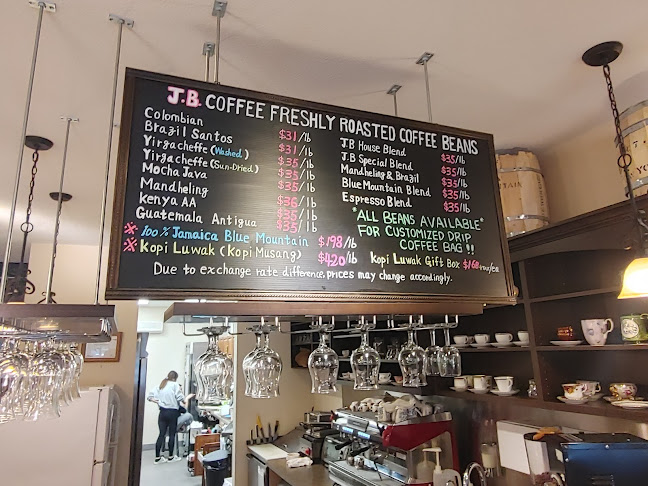 J.B. COFFEE FRESHLY ROASTED COFFEE BEANS
Colombian $31/lb
Brazil Santos $31/lb
Yirgacheffe (Washed) $35/lb
Yirgacheffe (Sun-Dried) $35/lb
Mocha Java $35/lb
Mandheling $36/lb
kenya AA $35/lb
Guatemala Antigua $35/lb
※ 100% Jamaica Blue Mountain $198/lb
※ Kopi Luwak (Kopi Musang) $420/lb
J.B House Blend $35/lb
J.B Special Blend $35/lb
Mandheling & Brazil $35/lb
Blue Mountain Blend $35/lb
Espresso Blend $35/lb
*ALL BEANS AVAILABLE*
FOR CUSTOMIZED DRIP
COFFEE BAG!!
kopi Luwak Gift Box $168
Due to exchange rate difference, prices may change accordingly.